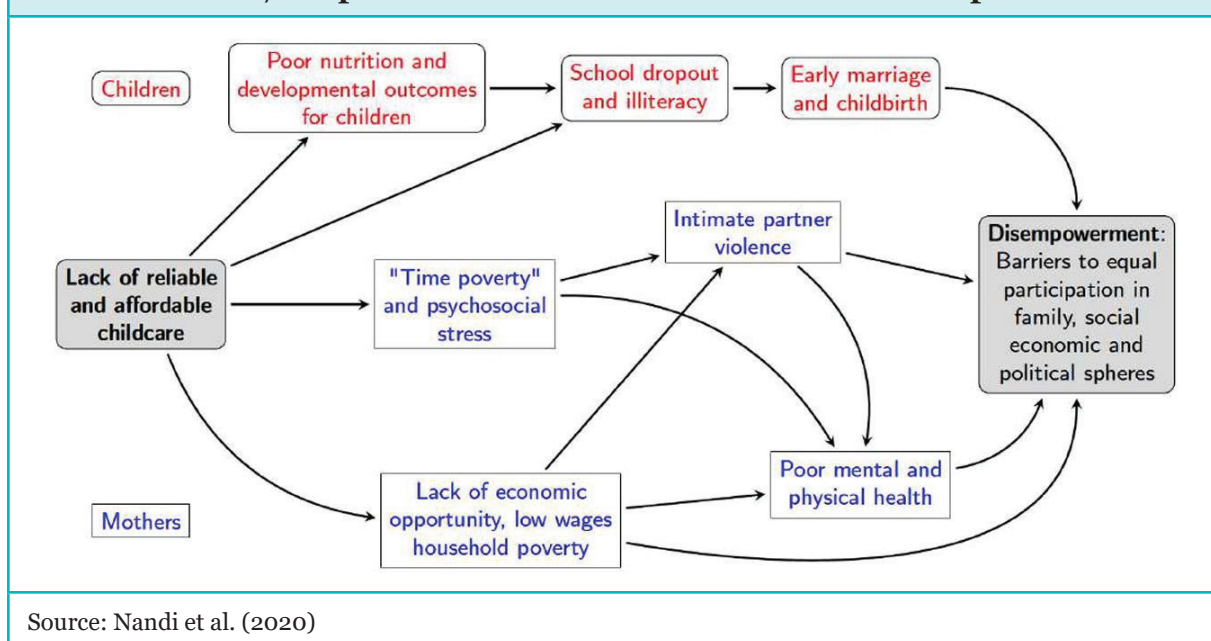 Children
Poor nutrition and
developmental outcomes
for children
School dropout
and illiteracy
Early marriage
and childbirth
Intimate partner
violence
Disempowerment:
Barriers to equal
participation in
family, social
economic and
political spheres
Lack of reliable
and affordable
childcare
"Time poverty"
and psychosocial
stress
Poor mental and
physical health
Lack of economic
opportunity, low wages
household poverty
Mothers
Source: Nandi et al. (2020)